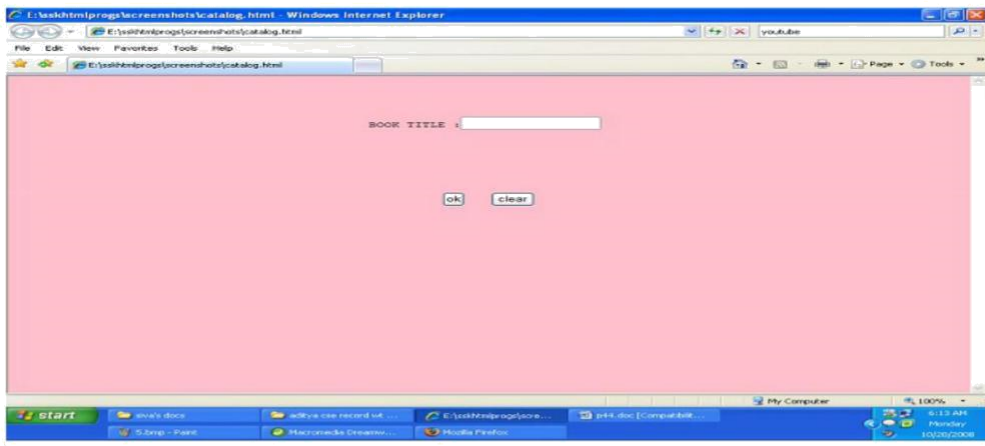 E:\sskhtmlprogs\screenshots\catalog.html - Windows Internet Explorer
E:\sskhtmlprogs\screenshots\catalog.html
youtube
File Edit View Favorites Tools Help
E:\sskhtmlprogs\screenshots\catalog.html
Page Tools
BOOK TITLE :
ok clear
My Computer 100%
start
siva's docs
aditya cse record wt ...
E:\sskhtmlprogs\scre...
p44.doc [Compatibilit...
6:13 AM
5.bmp - Paint
Macromedia Dreamw...
Mozilla Firefox
Monday
10/20/2008